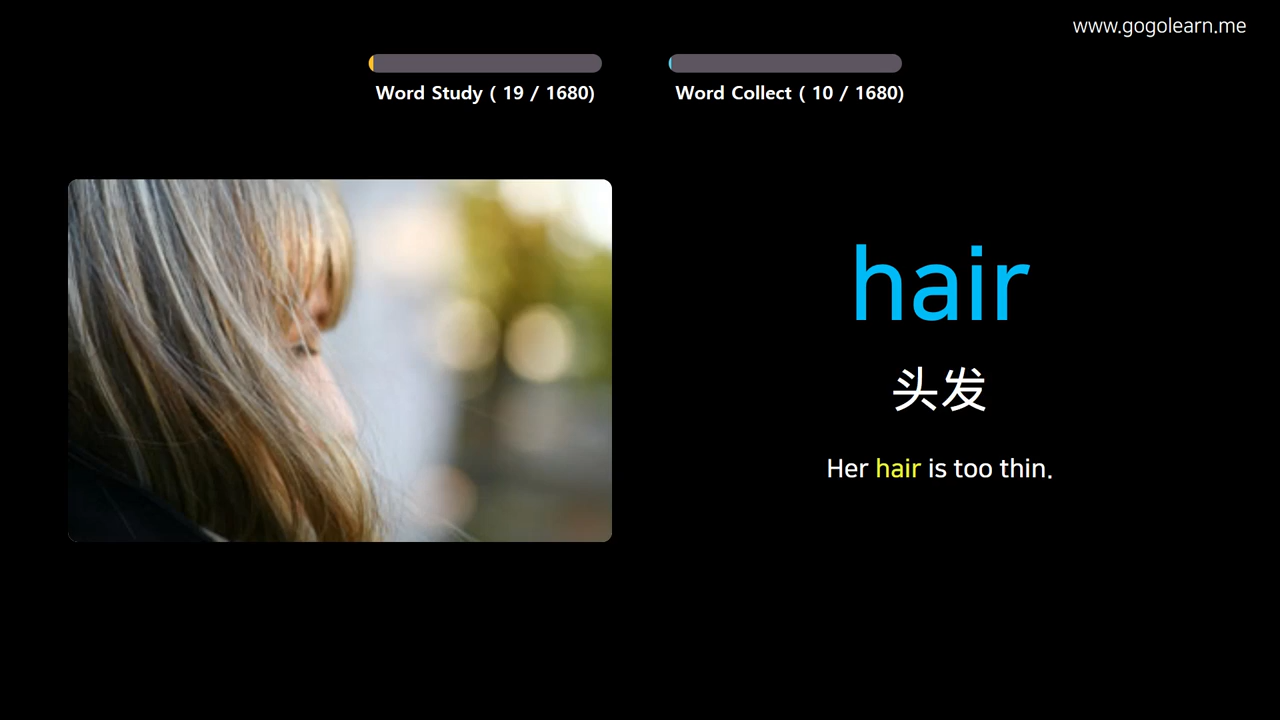 www.gogolearn.me
Word Study ( 19 / 1680)
Word Collect ( 10 / 1680)
hair
头发
Her hair is too thin.